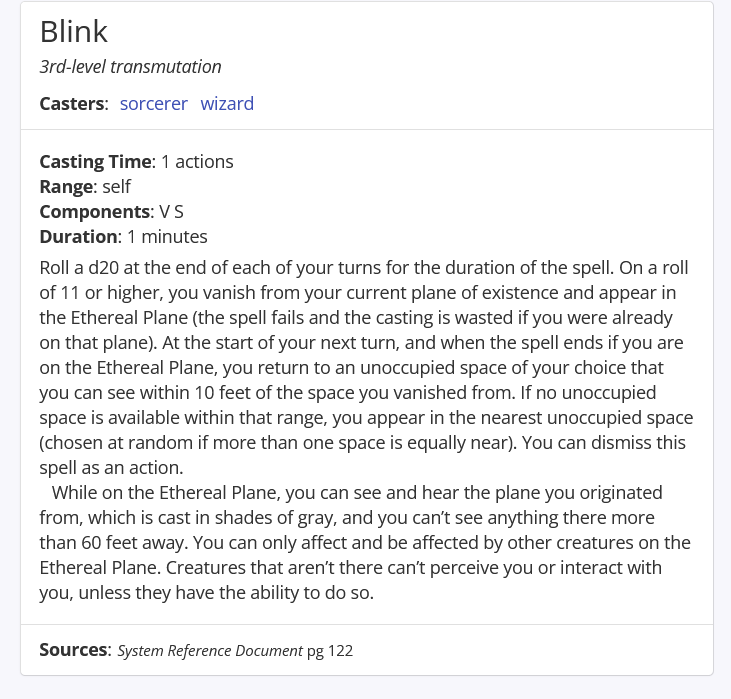 Blink
3rd-level transmutation
Casters: sorcerer wizard
Casting Time: 1 actions
Range: self
Components: V S
Duration: 1 minutes
Roll a d20 at the end of each of your turns for the duration of the spell. On a roll
of 11 or higher, you vanish from your current plane of existence and appear in
the Ethereal Plane (the spell fails and the casting is wasted if you were already
on that plane). At the start of your next turn, and when the spell ends if you are
on the Ethereal Plane, you return to an unoccupied space of your choice that
you can see within 10 feet of the space you vanished from. If no unoccupied
space is available within that range, you appear in the nearest unoccupied space
(chosen at random if more than one space is equally near). You can dismiss this
spell as an action.
While on the Ethereal Plane, you can see and hear the plane you originated
from, which is cast in shades of gray, and you can’t see anything there more
than 60 feet away. You can only affect and be affected by other creatures on the
Ethereal Plane. Creatures that aren’t there can’t perceive you or interact with
you, unless they have the ability to do so.
Sources: System Reference Document pg 122